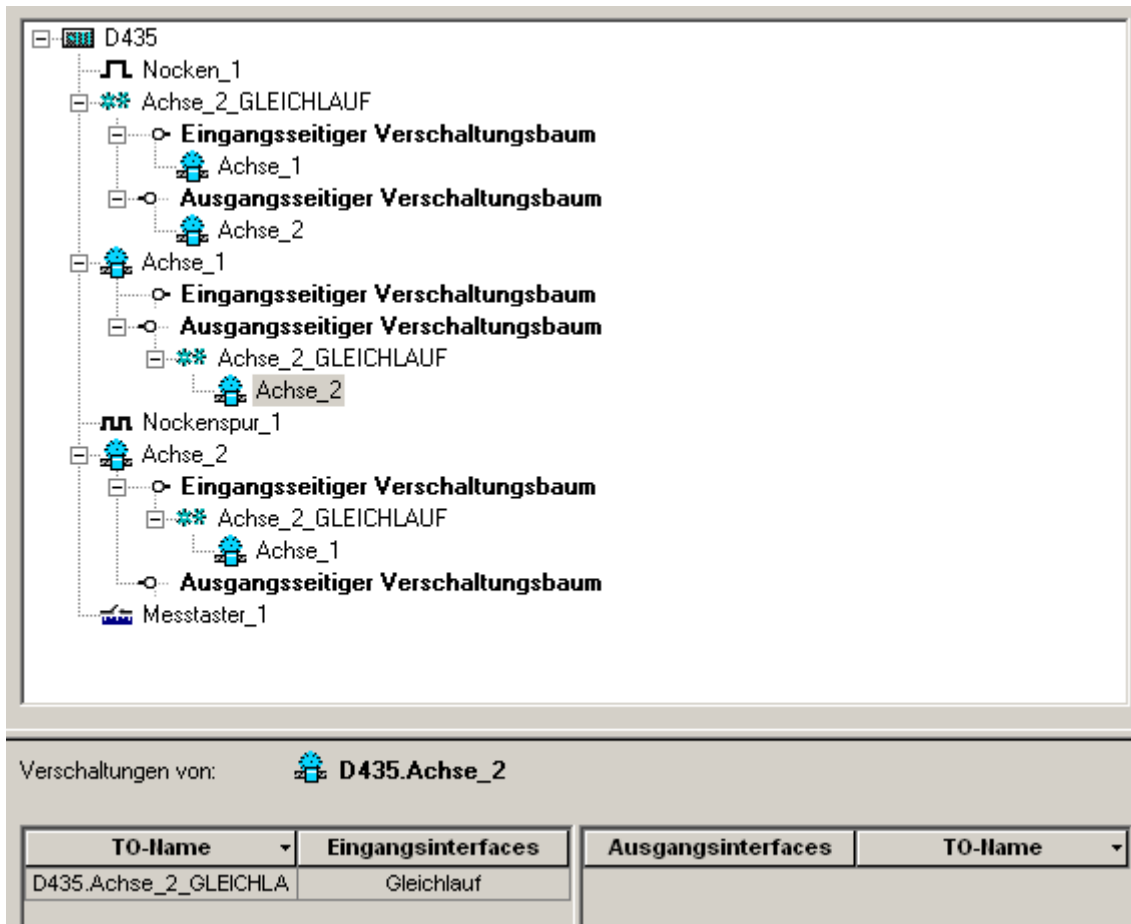 D435
Nocken_1
Achse_2_GLEICHLAUF
Eingangsseitiger Verschaltungsbaum
Achse_1
Ausgangsseitiger Verschaltungsbaum
Achse_2
Achse_1
Eingangsseitiger Verschaltungsbaum
Ausgangsseitiger Verschaltungsbaum
Achse_2_GLEICHLAUF
Achse_2
Nockenspur_1
Achse_2
Eingangsseitiger Verschaltungsbaum
Achse_2_GLEICHLAUF
Achse_1
Ausgangsseitiger Verschaltungsbaum
Messtaster_1
Verschaltungen von: D435.Achse_2
TO-Name Eingangsinterfaces Ausgangsinterfaces TO-Name
D435.Achse_2_GLEICHLA Gleichlauf